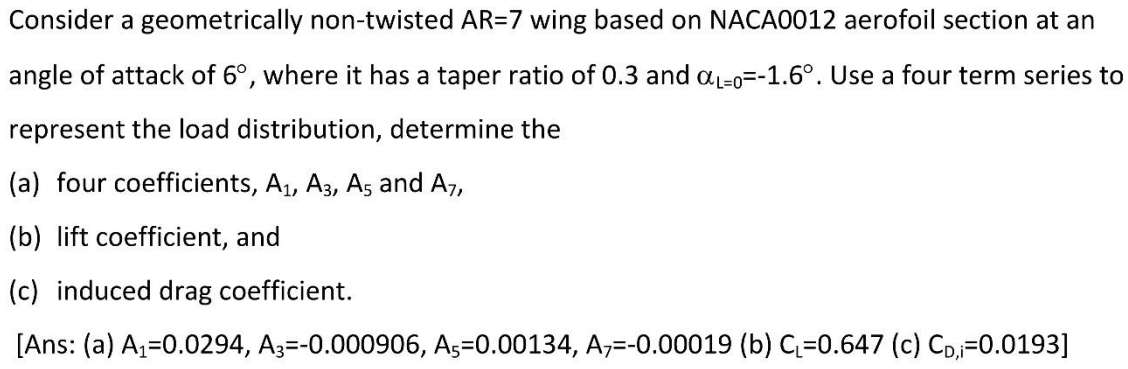 Consider a geometrically non-twisted AR=7 wing based on NACA0012 aerofoil section at an
angle of attack of 6°, where it has a taper ratio of 0.3 and α_L=0=-1.6°. Use a four term series to
represent the load distribution, determine the
(a) four coefficients, A₁, A₃, A₅ and A₇,
(b) lift coefficient, and
(c) induced drag coefficient.
[Ans: (a) A₁=0.0294, A₃=-0.000906, A₅=0.00134, A₇=-0.00019 (b) C_L=0.647 (c) C_D,i=0.0193]